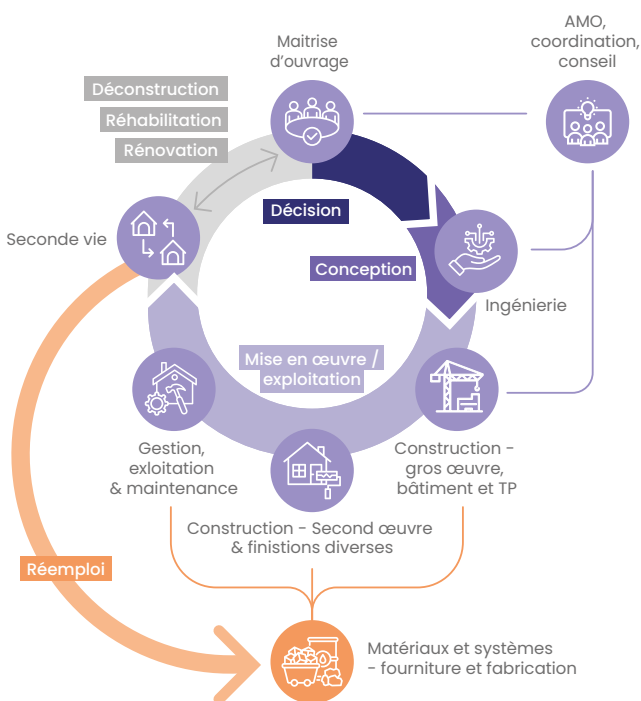 AMO,
coordination,
conseil
Maitrise
d’ouvrage
Déconstruction
Réhabilitation
Rénovation
Décision
Seconde vie
Conception
Ingénierie
Mise en œuvre /
exploitation
Gestion,
exloitation
& maintenance
Construction -
gros œuvre,
bâtiment et TP
Construction - Second œuvre
& finistions diverses
Réemploi
Matériaux et systèmes
- fourniture et fabrication